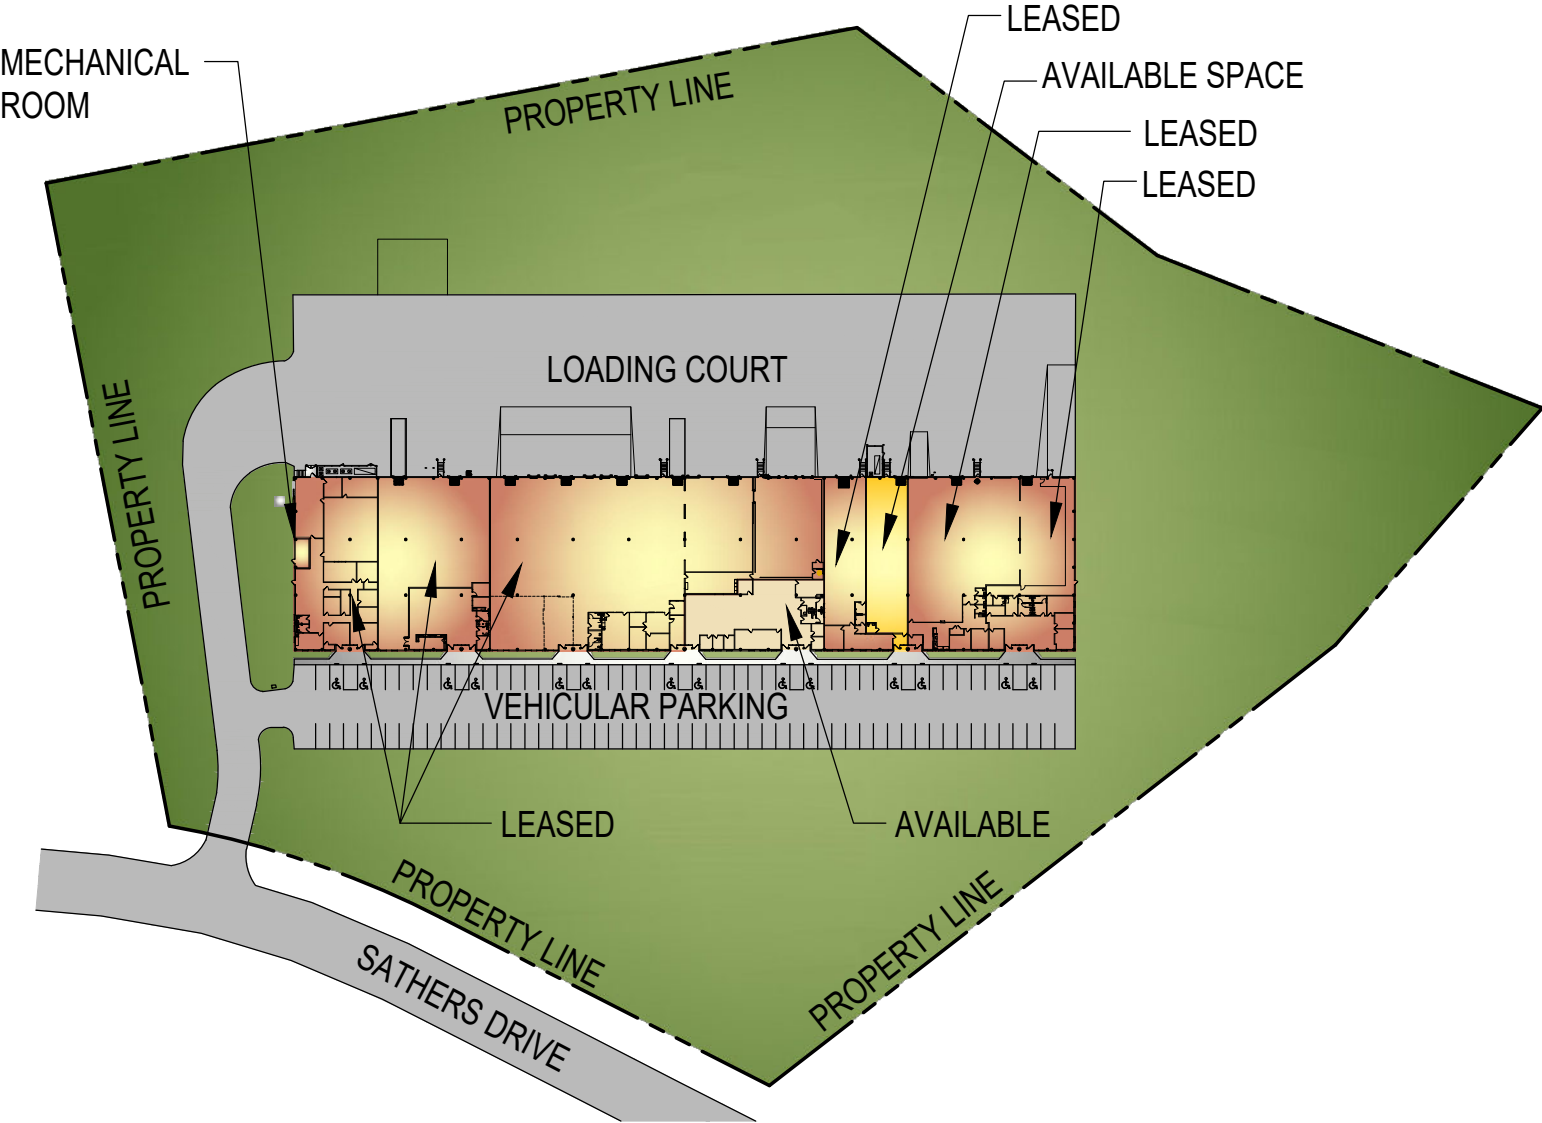 LEASED
MECHANICAL
ROOM
AVAILABLE SPACE
PROPERTY LINE
LEASED
LEASED
LOADING COURT
PROPERTY LINE
VEHICULAR PARKING
LEASED
AVAILABLE
PROPERTY LINE
PROPERTY LINE
SATHERS DRIVE